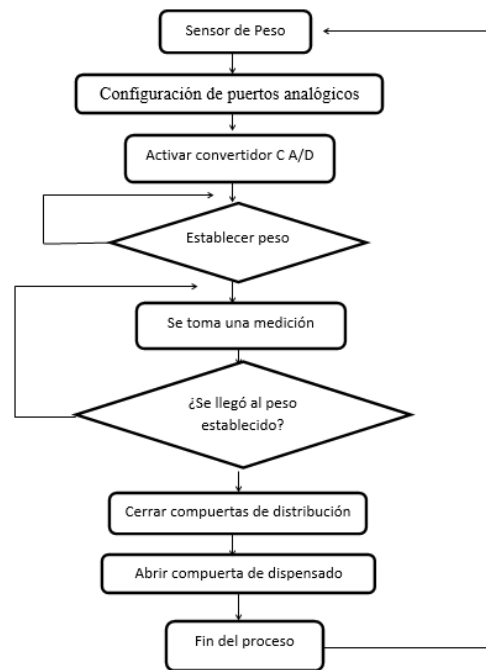 Sensor de Peso
Configuración de puertos analógicos
Activar convertidor C A/D
Establecer peso
Se toma una medición
¿Se llegó al peso
establecido?
Cerrar compuertas de distribución
Abrir compuerta de dispensado
Fin del proceso